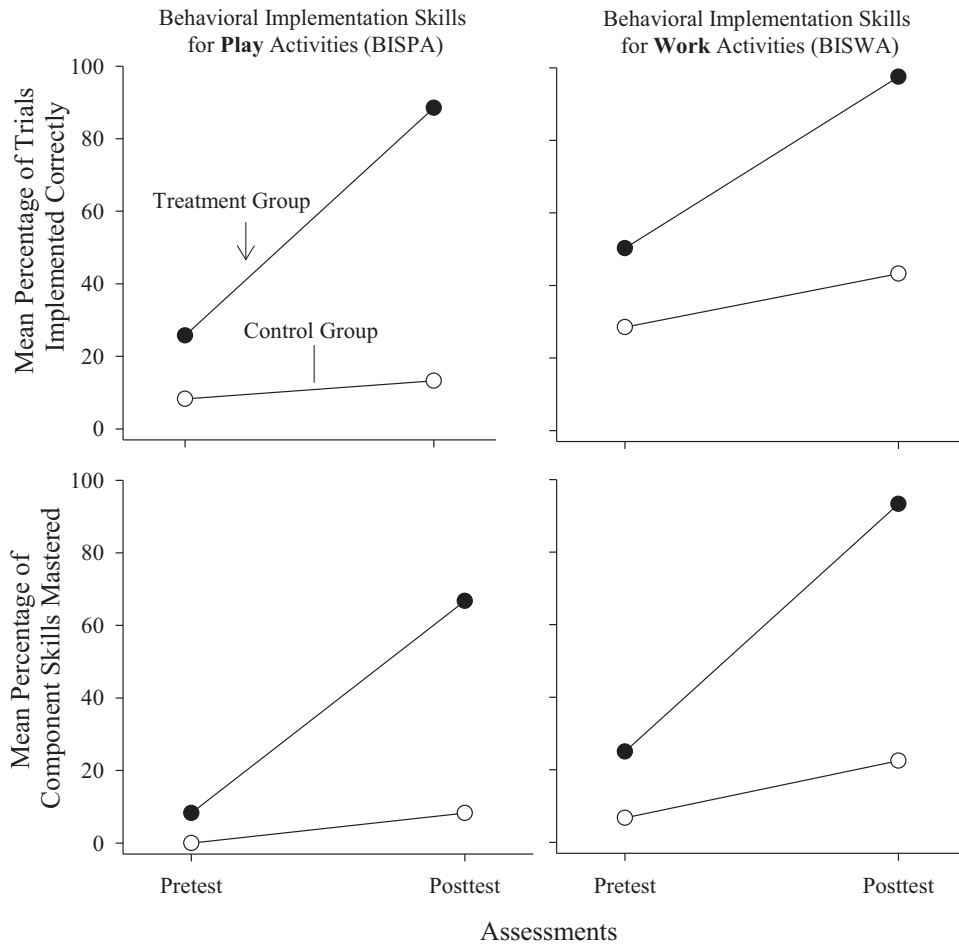 Behavioral Implementation Skills
for Play Activities (BISPA)
Behavioral Implementation Skills
for Work Activities (BISWA)
Mean Percentage of Trials
Implemented Correctly
100
80
60
40
20
0
Treatment Group
Control Group
Mean Percentage of
Component Skills Mastered
100
80
60
40
20
0
Pretest
Posttest
Pretest
Posttest
Assessments